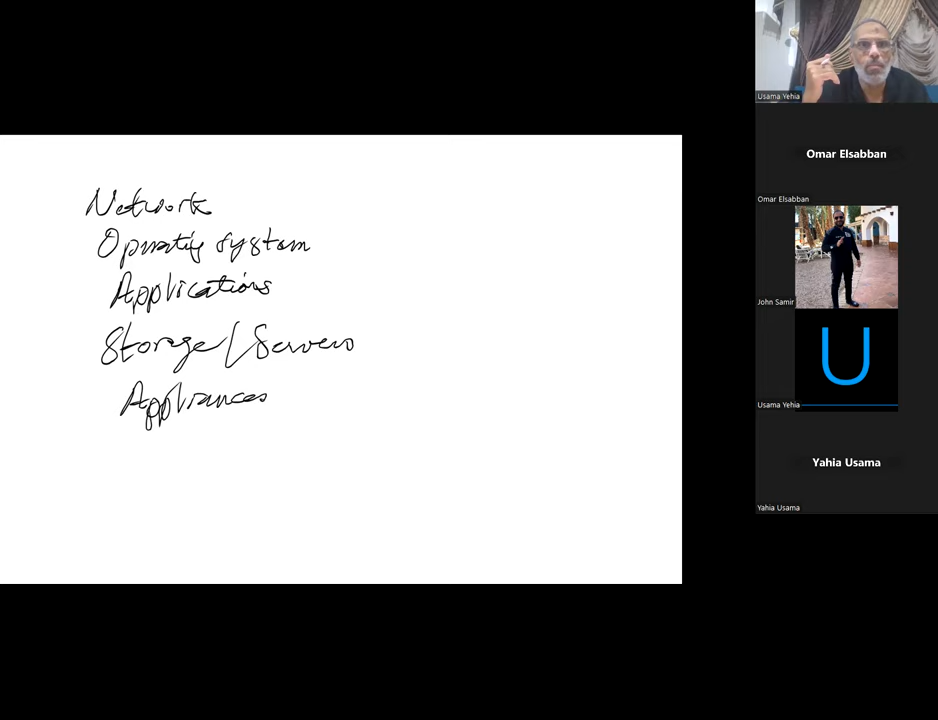 Network
Operating system
Applications
Storage/Servers
Appliances
Usama Yehia
Omar Elsabban
Omar Elsabban
John Samir
U
Usama Yehia
Yahia Usama
Yahia Usama